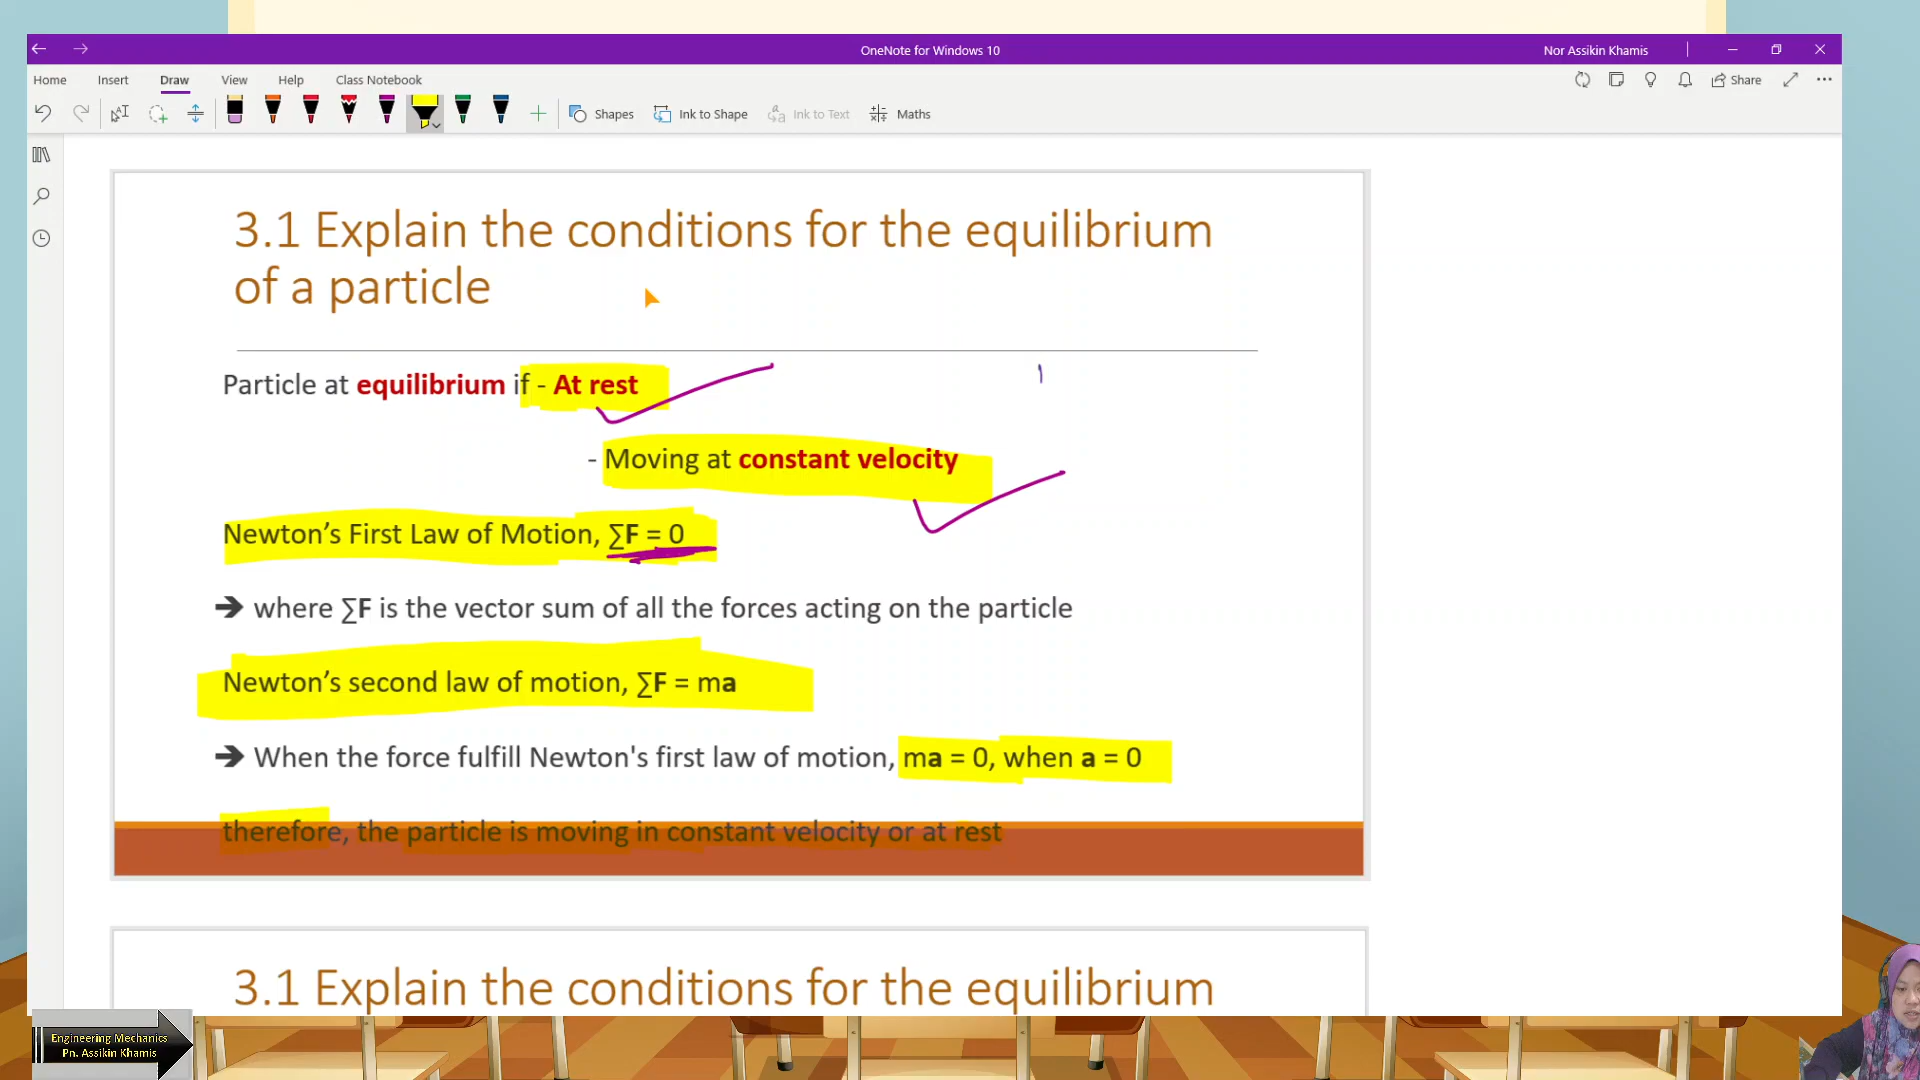 OneNote for Windows 10
Nor Assikin Khamis
Home Insert Draw View Help Class Notebook
Share
Shapes Ink to Shape Ink to Text Maths
3.1 Explain the conditions for the equilibrium
of a particle
Particle at equilibrium if - At rest
- Moving at constant velocity
Newton’s First Law of Motion, ∑F = 0
➔ where ∑F is the vector sum of all the forces acting on the particle
Newton’s second law of motion, ∑F = ma
➔ When the force fulfill Newton's first law of motion, ma = 0, when a = 0
therefore, the particle is moving in constant velocity or at rest
3.1 Explain the conditions for the equilibrium
Engineering Mechanics
Pn. Assikin Khamis